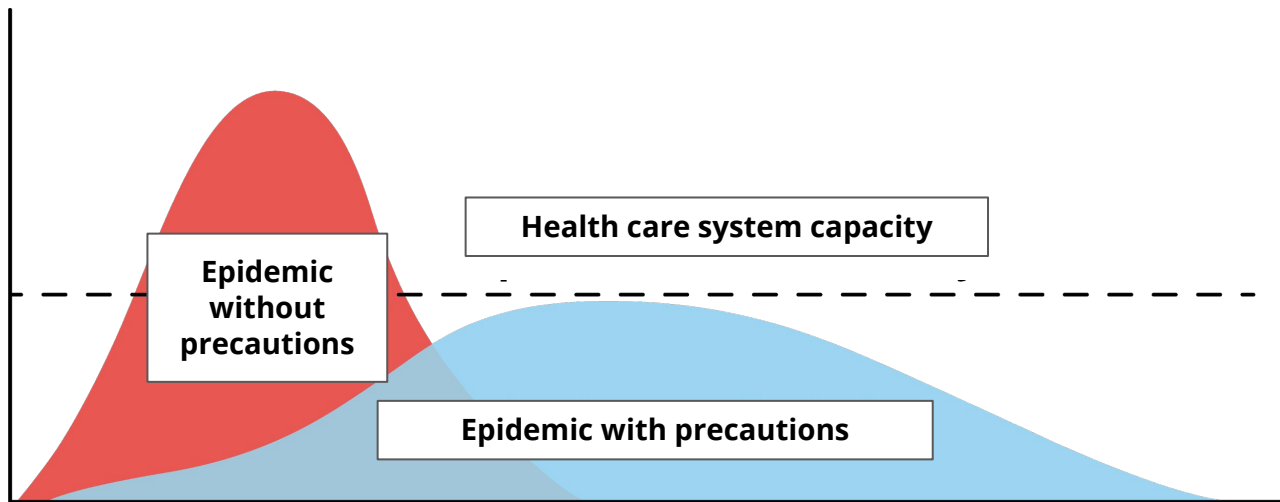 Health care system capacity
Epidemic
without
precautions
Epidemic with precautions